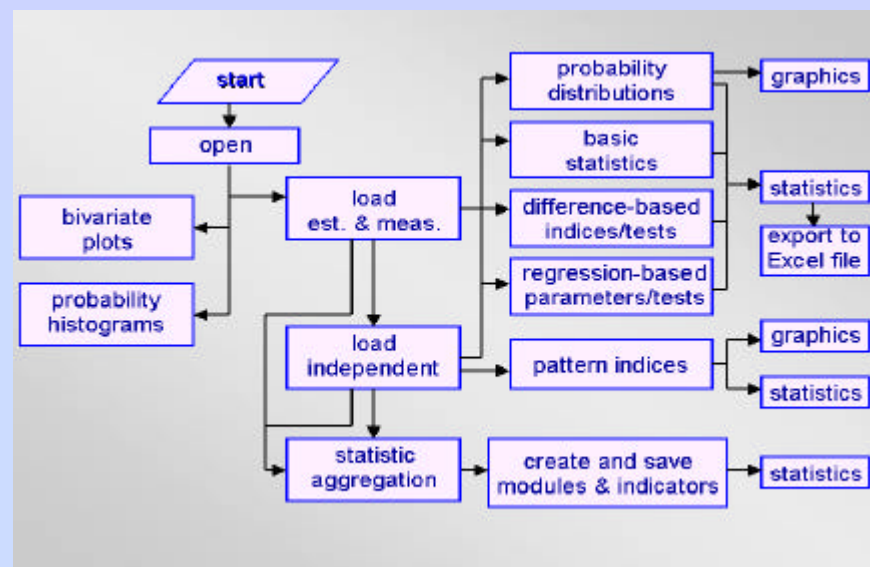 start
open
bivariate
plots
probability
histograms
load
est. & meas.
load
independent
statistic
aggregation
probability
distributions
basic
statistics
difference-based
indices/tests
regression-based
parameters/tests
pattern indices
create and save
modules & indicators
graphics
statistics
export to
Excel file
graphics
statistics
statistics